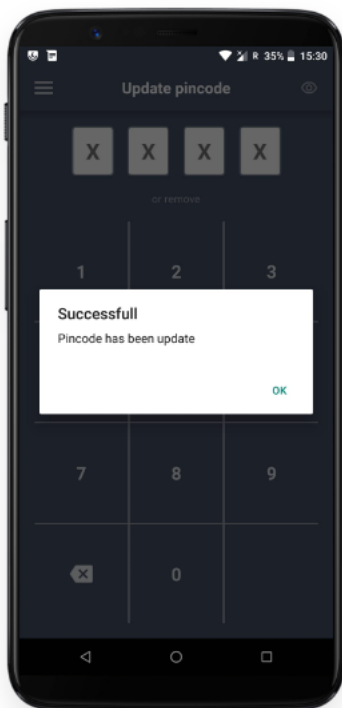 R 35% 15:30
Update pincode
X X X X
or remove
1 2 3
Successfull
Pincode has been update
OK
7 8 9
0